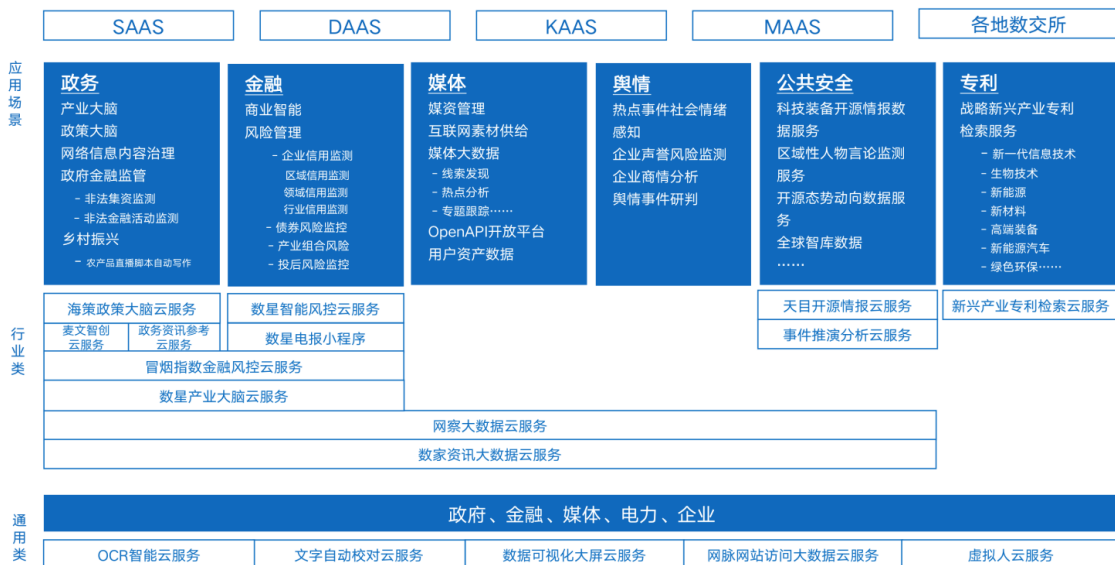 SAAS
DAAS
KAAS
MAAS
各地数交所
应用场景
政务
产业大脑
政策大脑
网络信息内容治理
政府金融监管
- 非法集资监测
- 非法金融活动监测
乡村振兴
- 农产品直播脚本自动写作
金融
商业智能
风险管理
- 企业信用监测
区域信用监测
领域信用监测
行业信用监测
- 债券风险监控
- 产业组合风险
- 投后风险监控
媒体
媒资管理
互联网素材供给
媒体大数据
- 线索发现
- 热点分析
- 专题跟踪……
OpenAPI开放平台
用户资产数据
舆情
热点事件社会情绪
感知
企业声誉风险监测
企业商情分析
舆情事件研判
公共安全
科技装备开源情报数
据服务
区域性人物言论监测
服务
开源态势动向数据服
务
全球智库数据
……
专利
战略新兴产业专利
检索服务
- 新一代信息技术
- 生物技术
- 新能源
- 新材料
- 高端装备
- 新能源汽车
- 绿色环保……
行业类
海策政策大脑云服务
数星智能风控云服务
天目开源情报云服务
新兴产业专利检索云服务
麦文智创
云服务
政务资讯参考
云服务
数星电报小程序
事件推演分析云服务
冒烟指数金融风控云服务
数星产业大脑云服务
网察大数据云服务
数家资讯大数据云服务
通用类
政府、金融、媒体、电力、企业
OCR智能云服务
文字自动校对云服务
数据可视化大屏云服务
网脉网站访问大数据云服务
虚拟人云服务